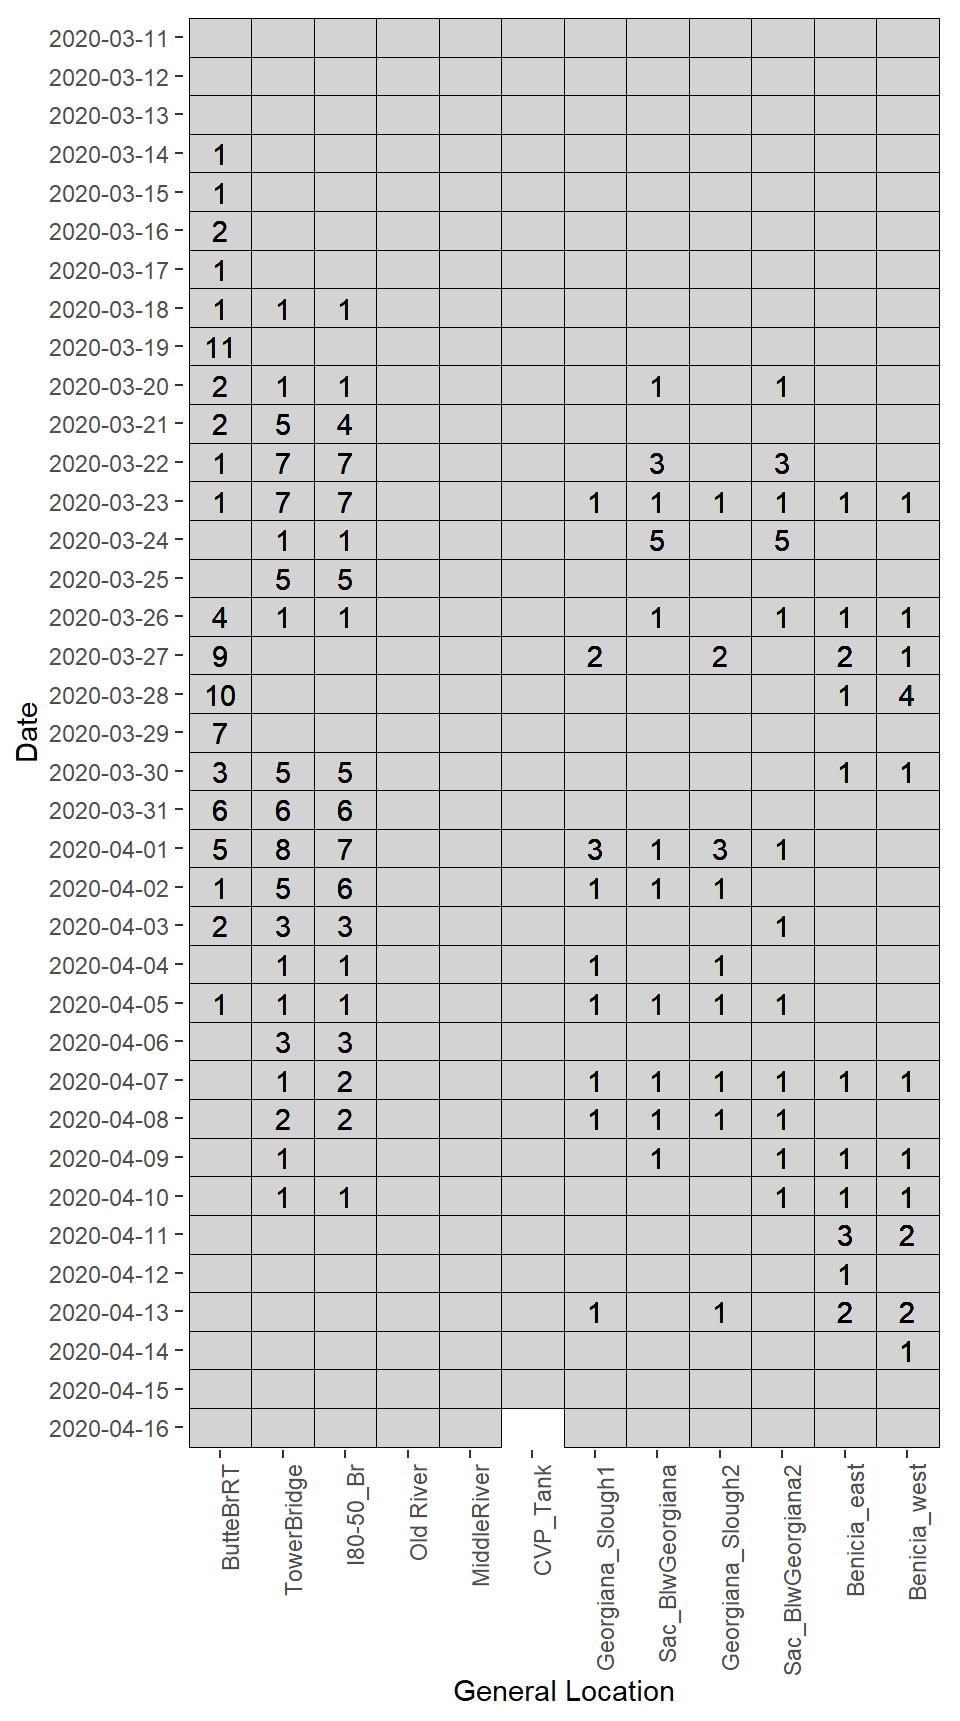 2020-03-11
2020-03-12
2020-03-13
2020-03-14 1
2020-03-15 1
2020-03-16 2
2020-03-17 1
2020-03-18 1 1 1
2020-03-19 11
2020-03-20 2 1 1 1 1
2020-03-21 2 5 4
2020-03-22 1 7 7 3 3
2020-03-23 1 7 7 1 1 1 1 1 1
2020-03-24 1 1 5 5
2020-03-25 5 5
2020-03-26 4 1 1 1 1 1 1
2020-03-27 9 2 2 2 1
2020-03-28 10 1 4
2020-03-29 7
2020-03-30 3 5 5 1 1
2020-03-31 6 6 6
2020-04-01 5 8 7 3 1 3 1
2020-04-02 1 5 6 1 1 1
2020-04-03 2 3 3 1
2020-04-04 1 1 1 1
2020-04-05 1 1 1 1 1 1 1
2020-04-06 3 3
2020-04-07 1 2 1 1 1 1 1 1
2020-04-08 2 2 1 1 1 1
2020-04-09 1 1 1 1 1
2020-04-10 1 1 1 1 1
2020-04-11 3 2
2020-04-12 1
2020-04-13 1 1 2 2
2020-04-14 1
2020-04-15
2020-04-16
Date
ButteBrRT
TowerBridge
I80-50_Br
Old River
MiddleRiver
CVP_Tank
Georgiana_Slough1
Sac_BlwGeorgiana
Georgiana_Slough2
Sac_BlwGeorgiana2
Benicia_east
Benicia_west
General Location